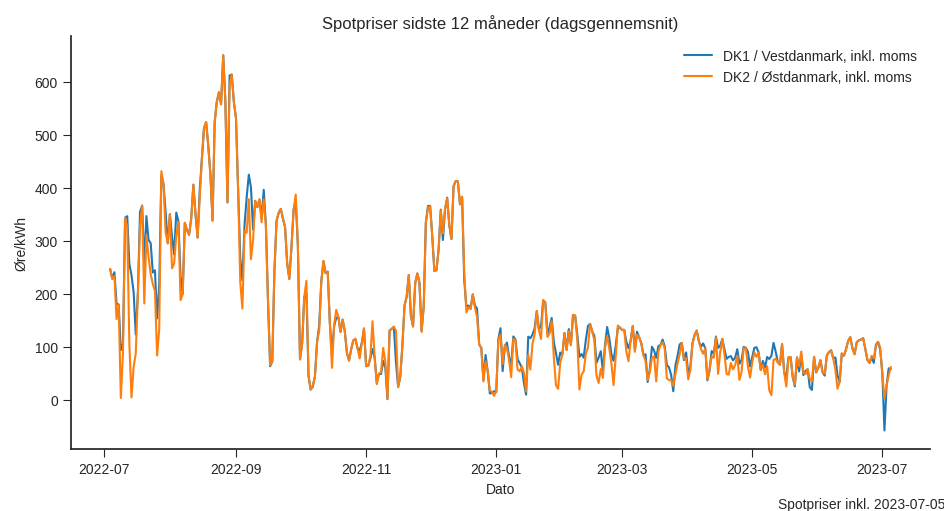 Spotpriser sidste 12 måneder (dagsgennemsnit)
DK1 / Vestdanmark, inkl. moms
DK2 / Østdanmark, inkl. moms
600
500
400
300
200
100
0
Øre/kWh
2022-07
2022-09
2022-11
2023-01
2023-03
2023-05
2023-07
Dato
Spotpriser inkl. 2023-07-05